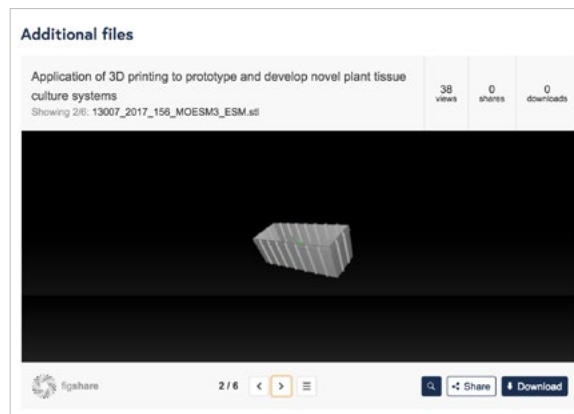 Additional files
Application of 3D printing to prototype and develop novel plant tissue
culture systems
Showing 2/6: 13007_2017_156_MOESM3_ESM.stl
38
views
0
shares
0
downloads
figshare
2 / 6
Share
Download